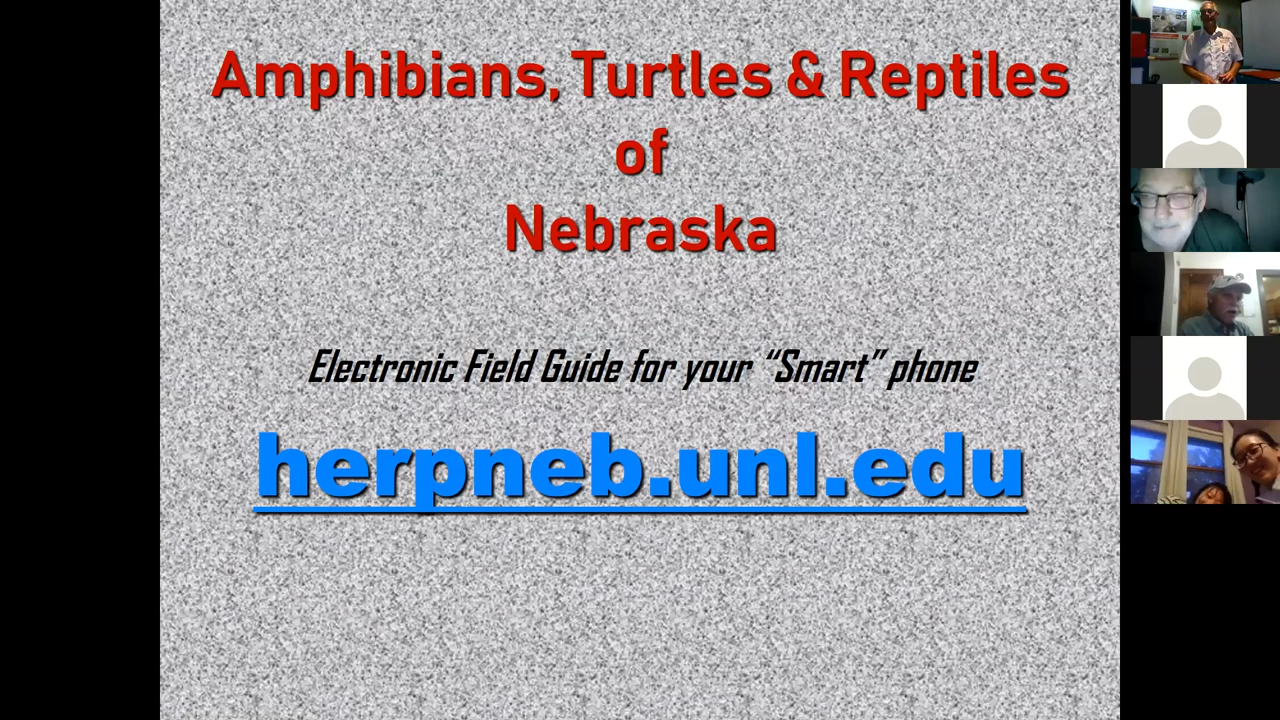 Amphibians, Turtles & Reptiles
of
Nebraska
Electronic Field Guide for your “Smart” phone
herpneb.unl.edu